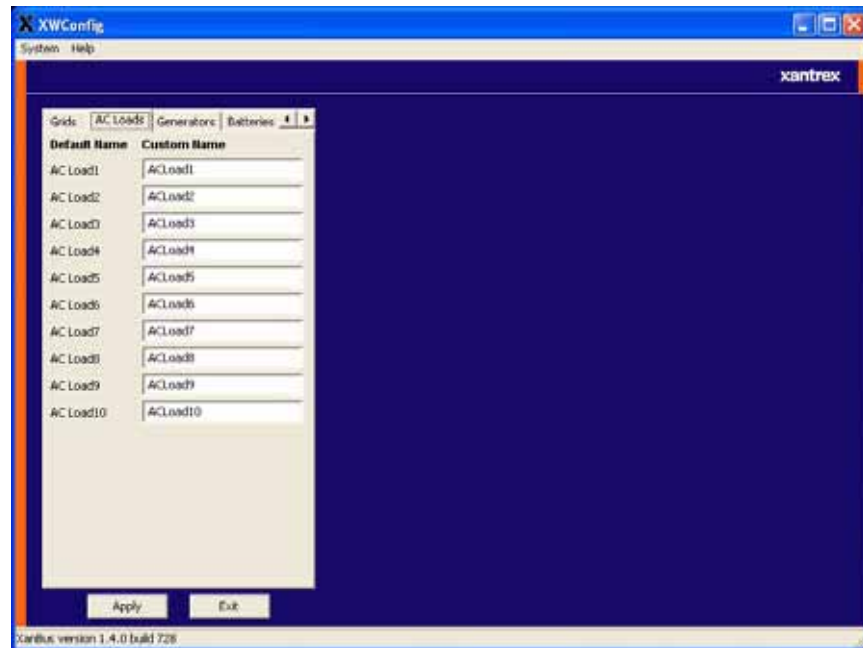 XWConfig
System Help
xantrex
Grids AC Loads Generators Batteries
Default Name Custom Name
AC Load1 ACLoad1
AC Load2 ACLoad2
AC Load3 ACLoad3
AC Load4 ACLoad4
AC Load5 ACLoad5
AC Load6 ACLoad6
AC Load7 ACLoad7
AC Load8 ACLoad8
AC Load9 ACLoad9
AC Load10 ACLoad10
Apply Exit
XanBus version 1.4.0 build 728